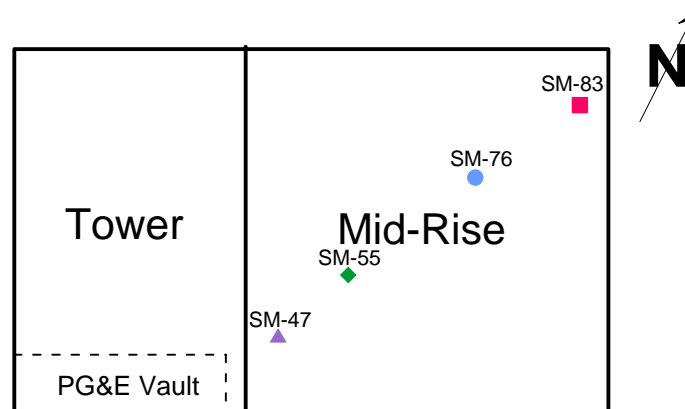 N
SM-83
SM-76
Tower
Mid-Rise
SM-55
SM-47
PG&E Vault